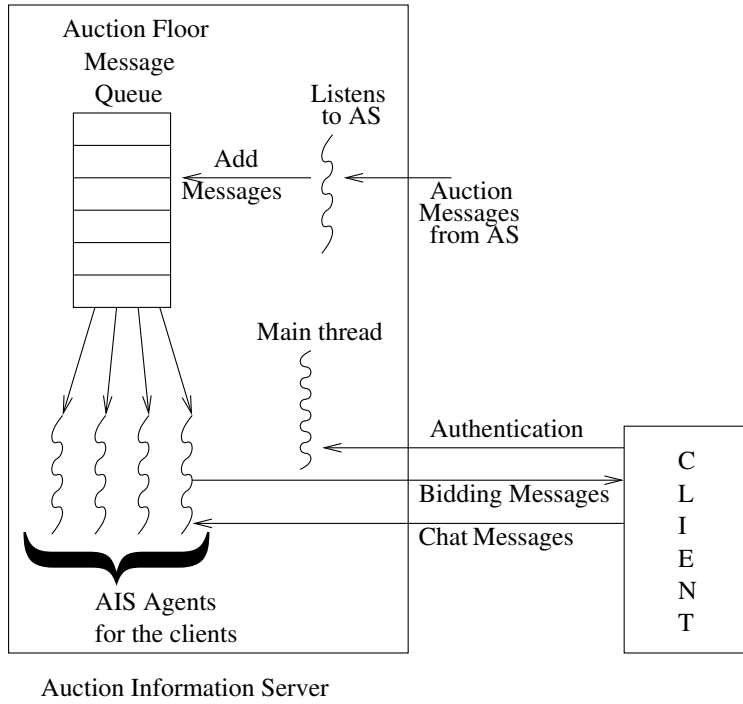 Auction Floor
Message
Queue
Listens
to AS
Add
Messages
Auction
Messages
from AS
Main thread
Authentication
Bidding Messages
Chat Messages
C
L
I
E
N
T
AIS Agents
for the clients
Auction Information Server